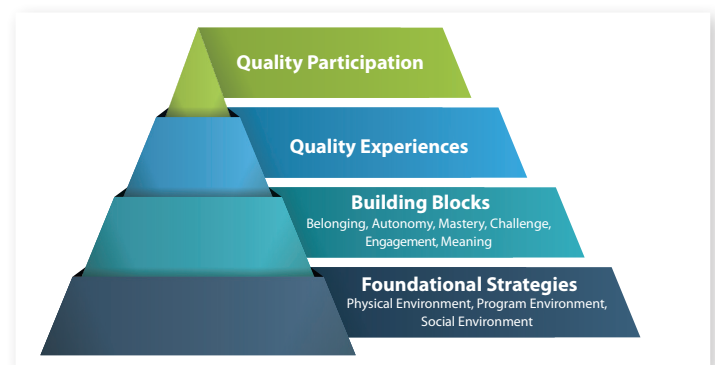 Quality Participation
Quality Experiences
Building Blocks
Belonging, Autonomy, Mastery, Challenge,
Engagement, Meaning
Foundational Strategies
Physical Environment, Program Environment,
Social Environment